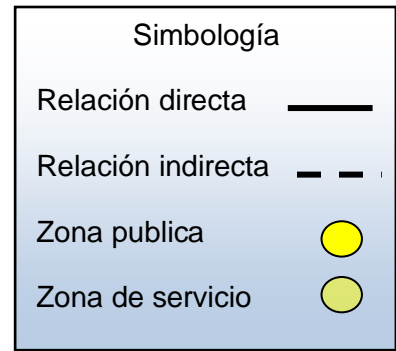 Simbología
Relación directa
Relación indirecta
Zona publica
Zona de servicio